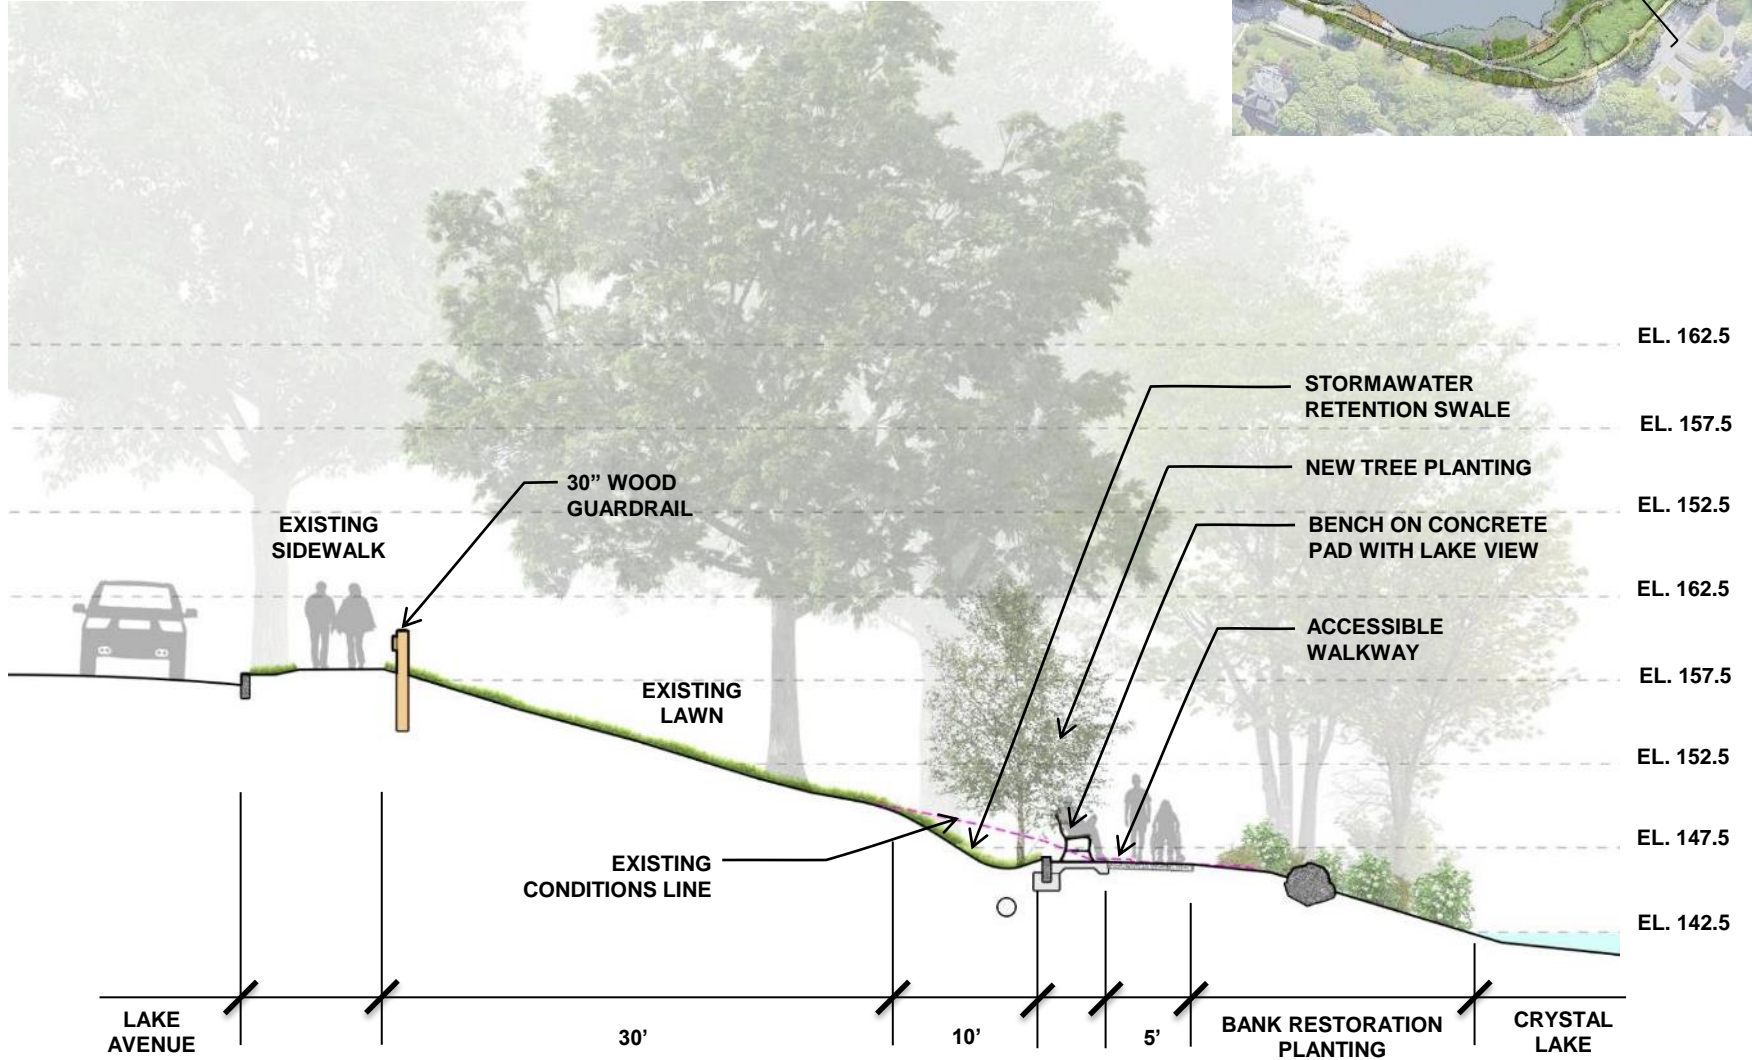 EL. 162.5
STORMAWATER
RETENTION SWALE
EL. 157.5
NEW TREE PLANTING
30” WOOD
GUARDRAIL
EL. 152.5
EXISTING
SIDEWALK
BENCH ON CONCRETE
PAD WITH LAKE VIEW
EL. 162.5
ACCESSIBLE
WALKWAY
EL. 157.5
EXISTING
LAWN
EL. 152.5
EL. 147.5
EXISTING
CONDITIONS LINE
EL. 142.5
LAKE
AVENUE
30’
10’
5’
BANK RESTORATION
PLANTING
CRYSTAL
LAKE